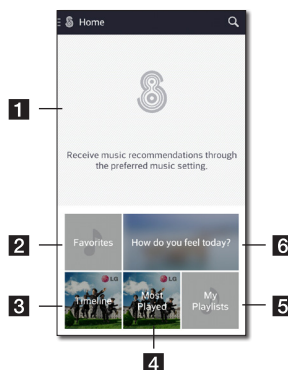 Home
1
Receive music recommendations through
the preferred music setting.
2
Favorites
How do you feel today?
6
3
LG
Timeline
LG
Most
Played
My
Playlists
5
4